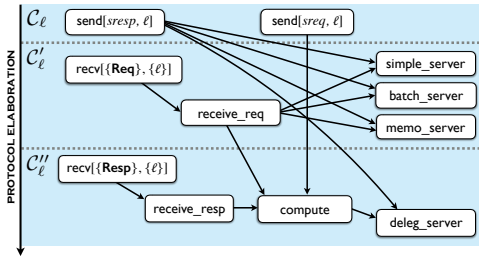 PROTOCOL ELABORATION
𝒞ℓ
send[sresp, ℓ]
send[sreq, ℓ]
𝒞′ℓ
recv[{Req}, {ℓ}]
simple_server
batch_server
receive_req
memo_server
𝒞″ℓ
recv[{Resp}, {ℓ}]
receive_resp
compute
deleg_server